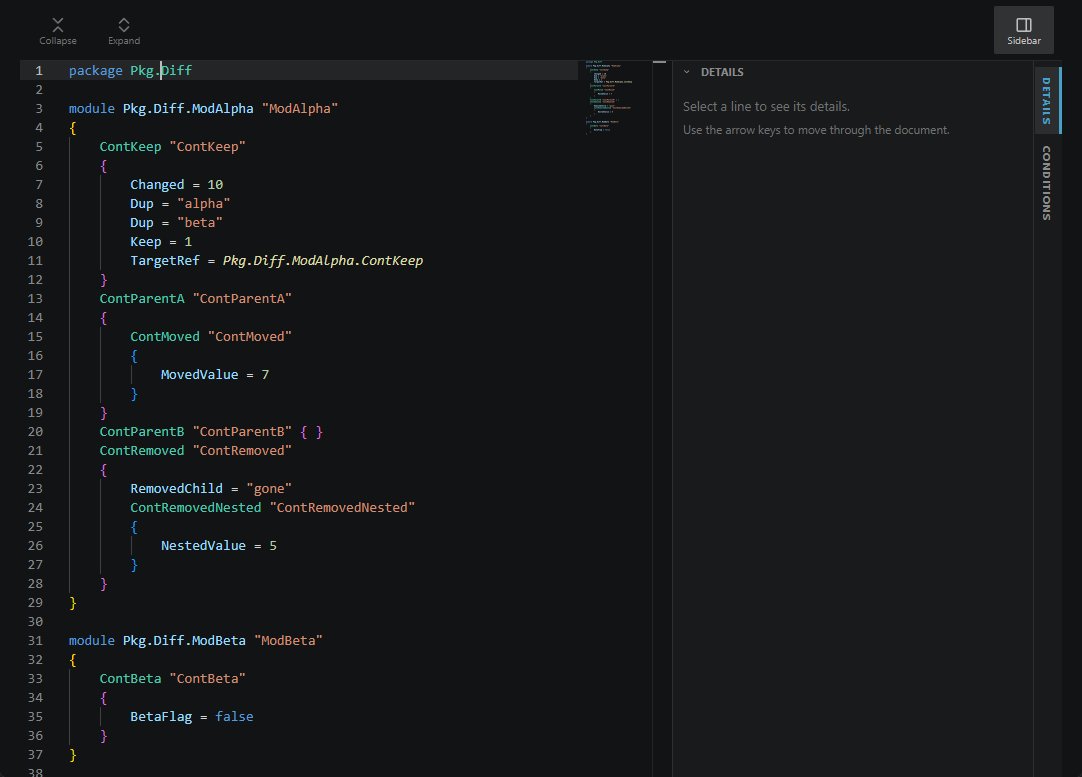 Collapse Expand Sidebar
1 package Pkg.Diff
2
3 module Pkg.Diff.ModAlpha "ModAlpha"
4 {
5 ContKeep "ContKeep"
6 {
7 Changed = 10
8 Dup = "alpha"
9 Dup = "beta"
10 Keep = 1
11 TargetRef = Pkg.Diff.ModAlpha.ContKeep
12 }
13 ContParentA "ContParentA"
14 {
15 ContMoved "ContMoved"
16 {
17 MovedValue = 7
18 }
19 }
20 ContParentB "ContParentB" { }
21 ContRemoved "ContRemoved"
22 {
23 RemovedChild = "gone"
24 ContRemovedNested "ContRemovedNested"
25 {
26 NestedValue = 5
27 }
28 }
29 }
30
31 module Pkg.Diff.ModBeta "ModBeta"
32 {
33 ContBeta "ContBeta"
34 {
35 BetaFlag = false
36 }
37 }
38
DETAILS
Select a line to see its details.
Use the arrow keys to move through the document.
DETAILS
CONDITIONS